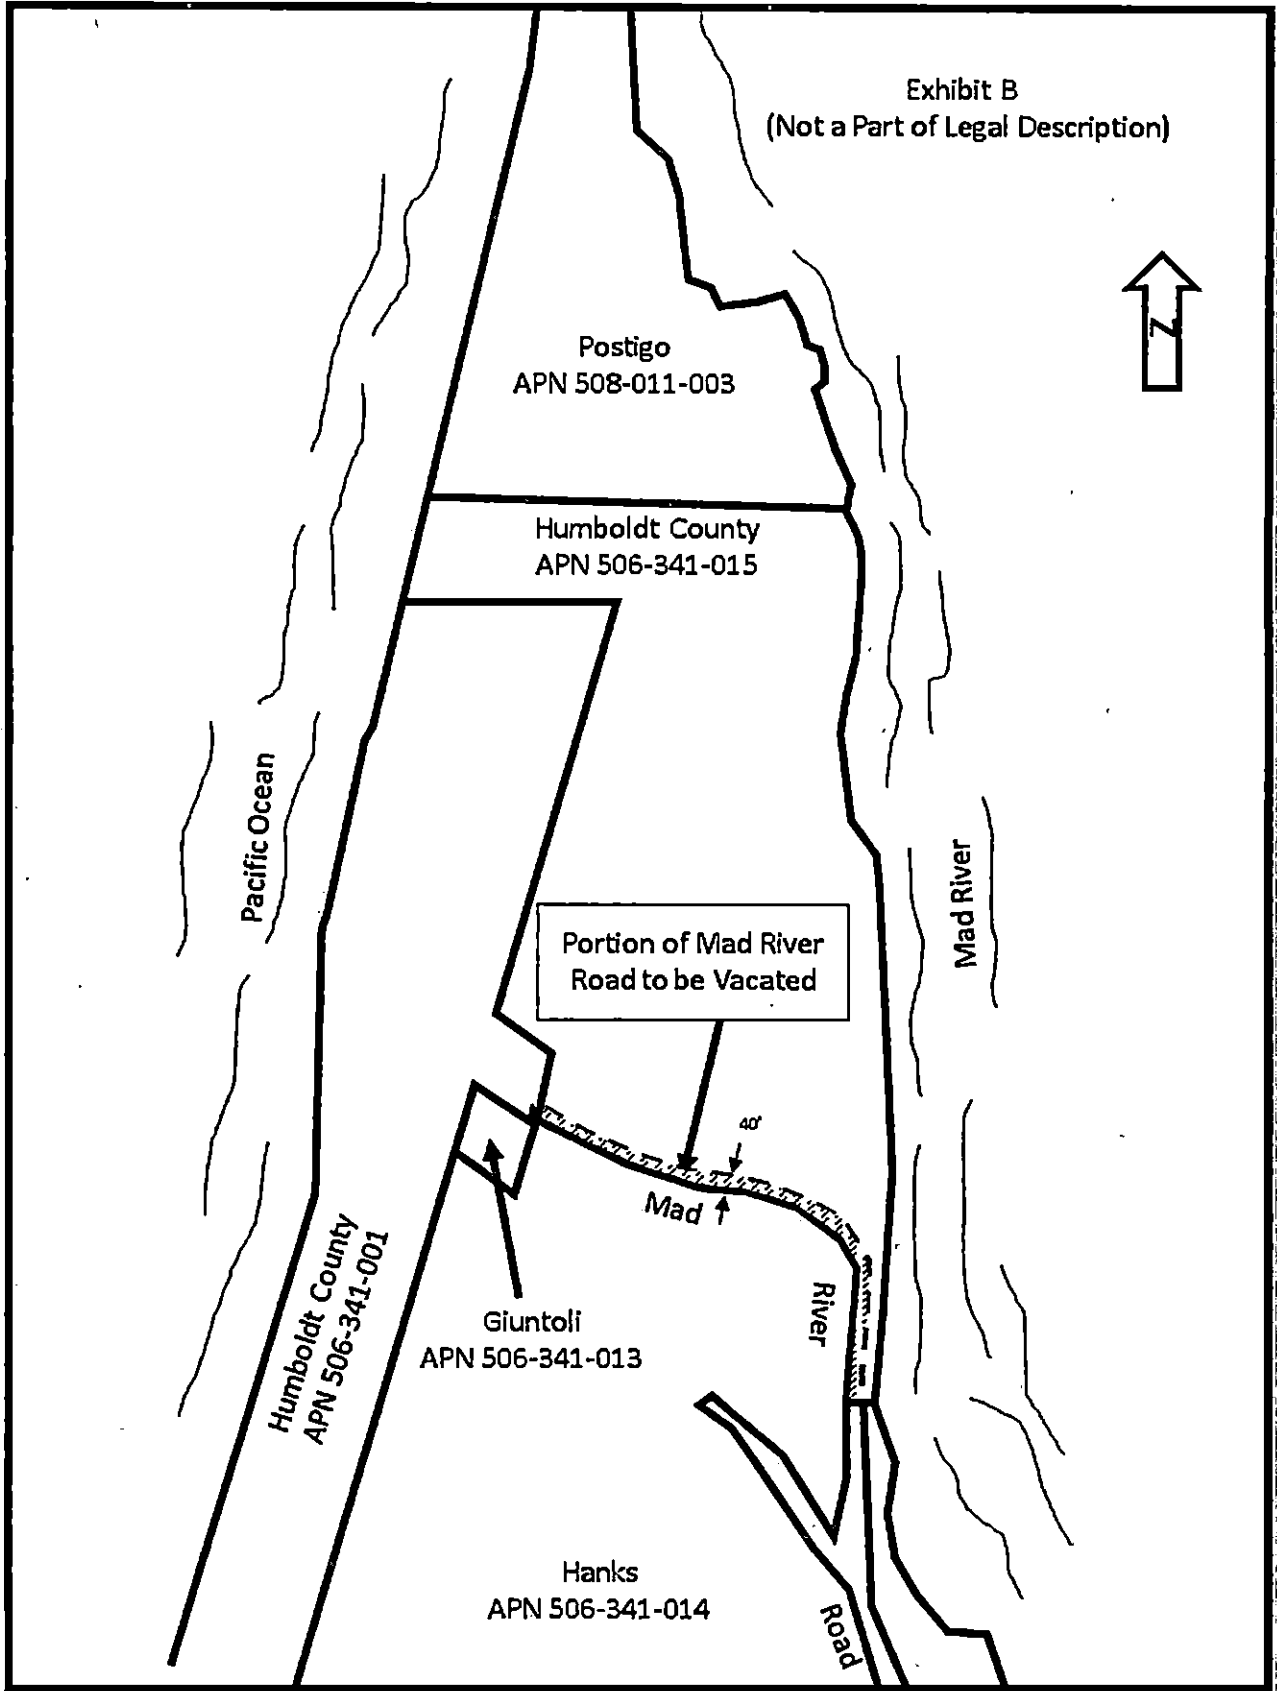 Exhibit B
(Not a Part of Legal Description)
N
Postigo
APN 508-011-003
Humboldt County
APN 506-341-015
Pacific Ocean
Mad River
Portion of Mad River
Road to be Vacated
40'
Mad
River
Road
Humboldt County
APN 506-341-001
Giuntoli
APN 506-341-013
Hanks
APN 506-341-014